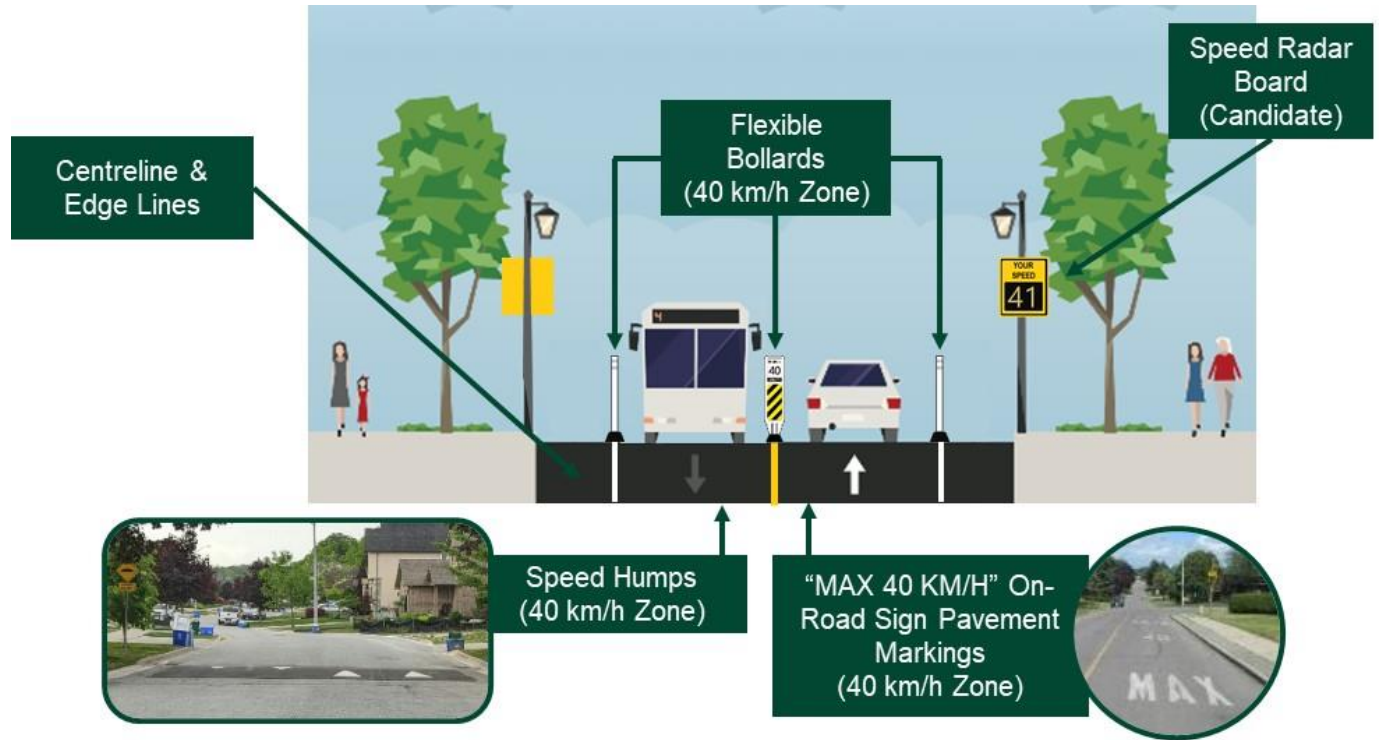 Speed Radar
Board
(Candidate)
Flexible
Bollards
(40 km/h Zone)
Centreline &
Edge Lines
YOUR
SPEED
41
4
40
Speed Humps
(40 km/h Zone)
“MAX 40 KM/H” On-
Road Sign Pavement
Markings
(40 km/h Zone)
MAX